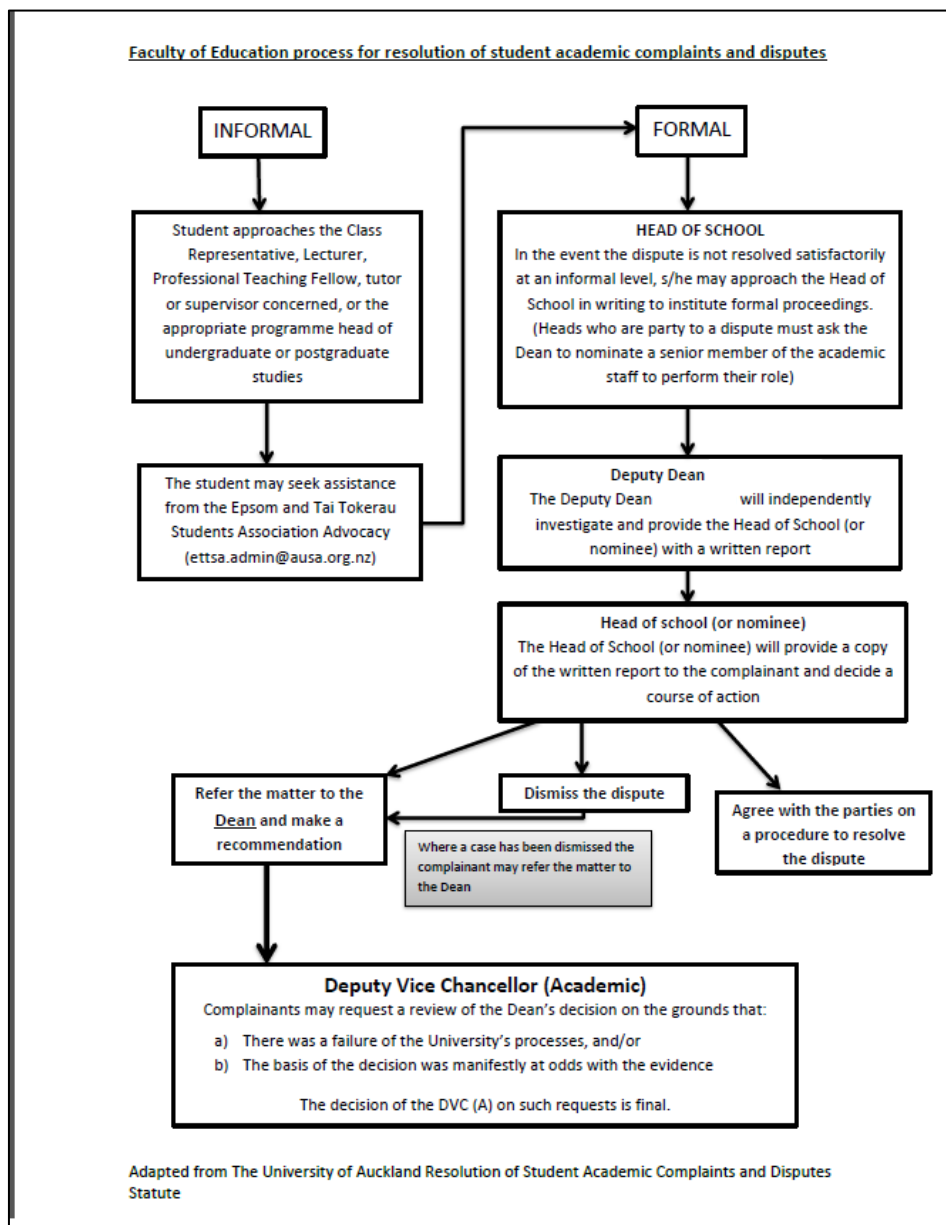 Faculty of Education process for resolution of student academic complaints and disputes
INFORMAL
Student approaches the Class
Representative, Lecturer,
Professional Teaching Fellow, tutor
or supervisor concerned, or the
appropriate programme head of
undergraduate or postgraduate
studies
The student may seek assistance
from the Epsom and Tai Tokerau
Students Association Advocacy
(ettsa.admin@ausa.org.nz)
FORMAL
HEAD OF SCHOOL
In the event the dispute is not resolved satisfactorily
at an informal level, s/he may approach the Head of
School in writing to institute formal proceedings.
(Heads who are party to a dispute must ask the
Dean to nominate a senior member of the academic
staff to perform their role)
Deputy Dean
The Deputy Dean will independently
investigate and provide the Head of School (or
nominee) with a written report
Head of school (or nominee)
The Head of School (or nominee) will provide a copy
of the written report to the complainant and decide a
course of action
Refer the matter to the
Dean and make a
recommendation
Dismiss the dispute
Agree with the parties on
a procedure to resolve
the dispute
Where a case has been dismissed the
complainant may refer the matter to
the Dean
Deputy Vice Chancellor (Academic)
Complainants may request a review of the Dean's decision on the grounds that:
a) There was a failure of the University's processes, and/or
b) The basis of the decision was manifestly at odds with the evidence
The decision of the DVC (A) on such requests is final.
Adapted from The University of Auckland Resolution of Student Academic Complaints and Disputes
Statute